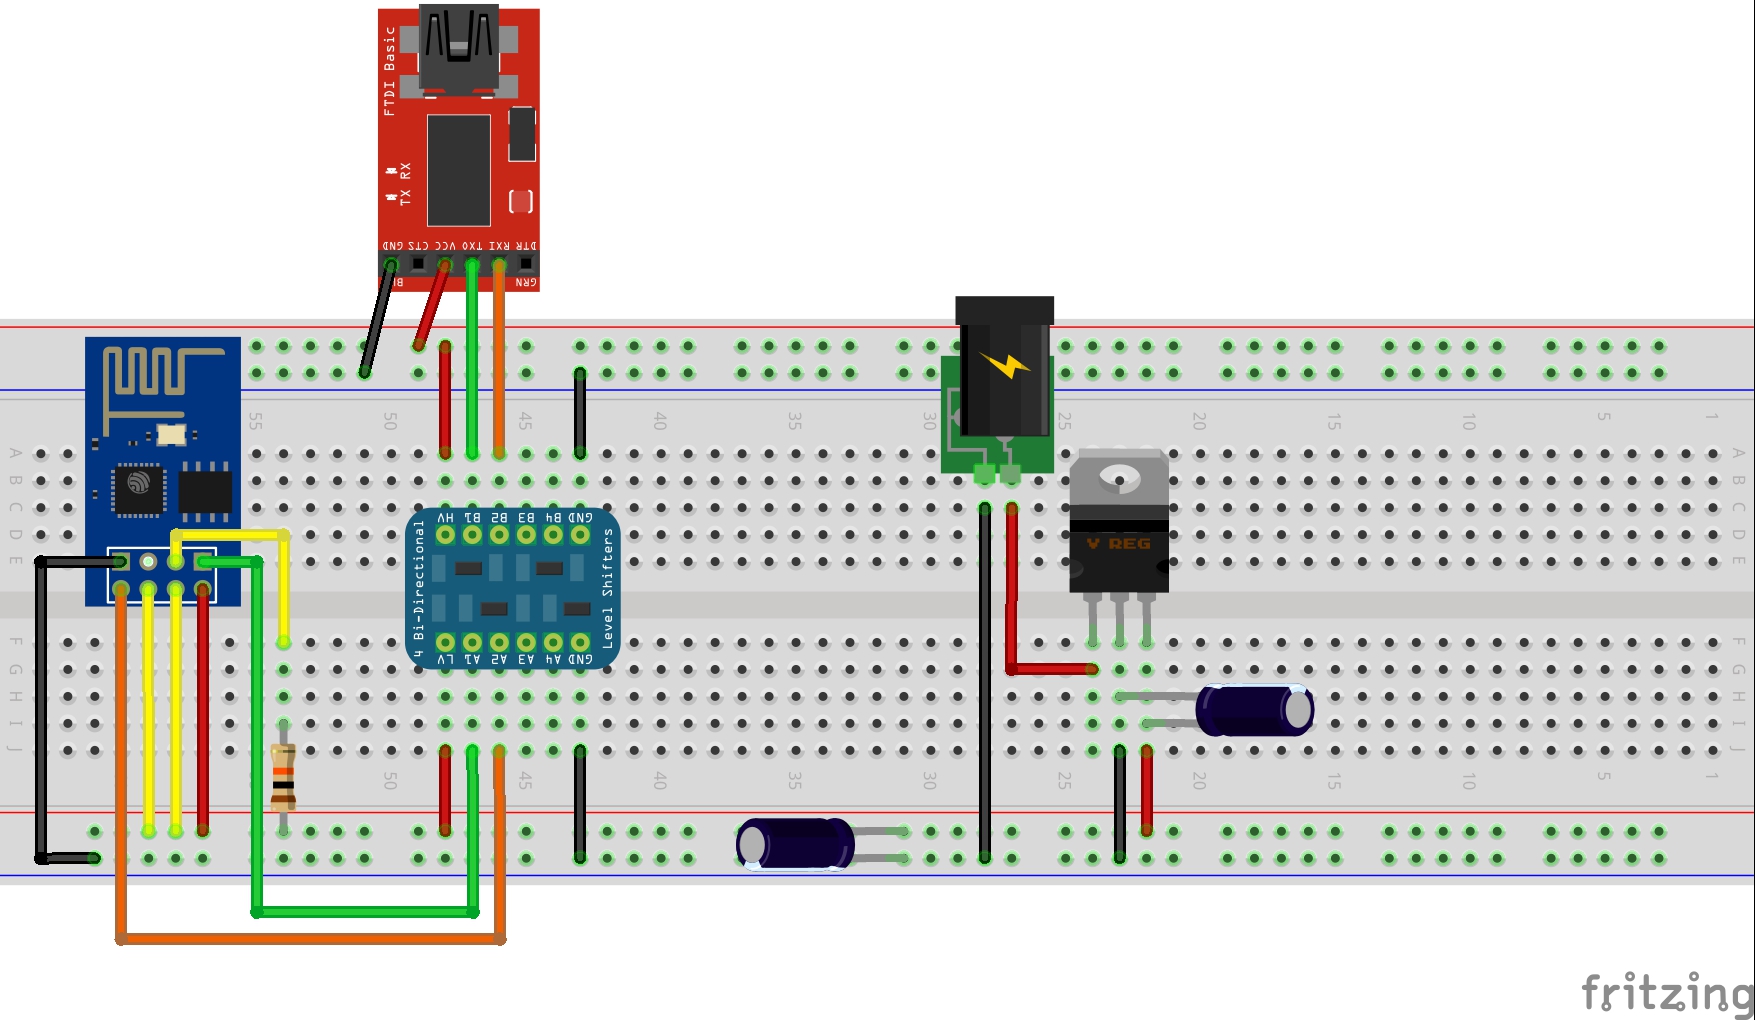 FTDI Basic
TX RX
GND CTS VCC TXO RXI DTR
GRN
55 50 45 40 35 30 25 20 15 10 5 1
A A
B B
C C
D D
E E
HV B1 B2 B3 B4 GND
4 Bi-Directional
Level Shifters
LV A1 A2 A3 A4 GND
V REG
F F
G G
H H
I I
J J
50 45 40 35 30 25 20 15 10 5 1
fritzing